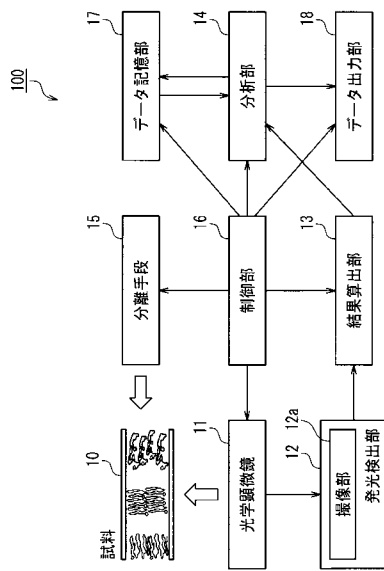 100
試料
10
15
分離手段
17
データ記憶部
11
光学顕微鏡
16
制御部
14
分析部
12
12a
撮像部
発光検出部
13
結果算出部
18
データ出力部